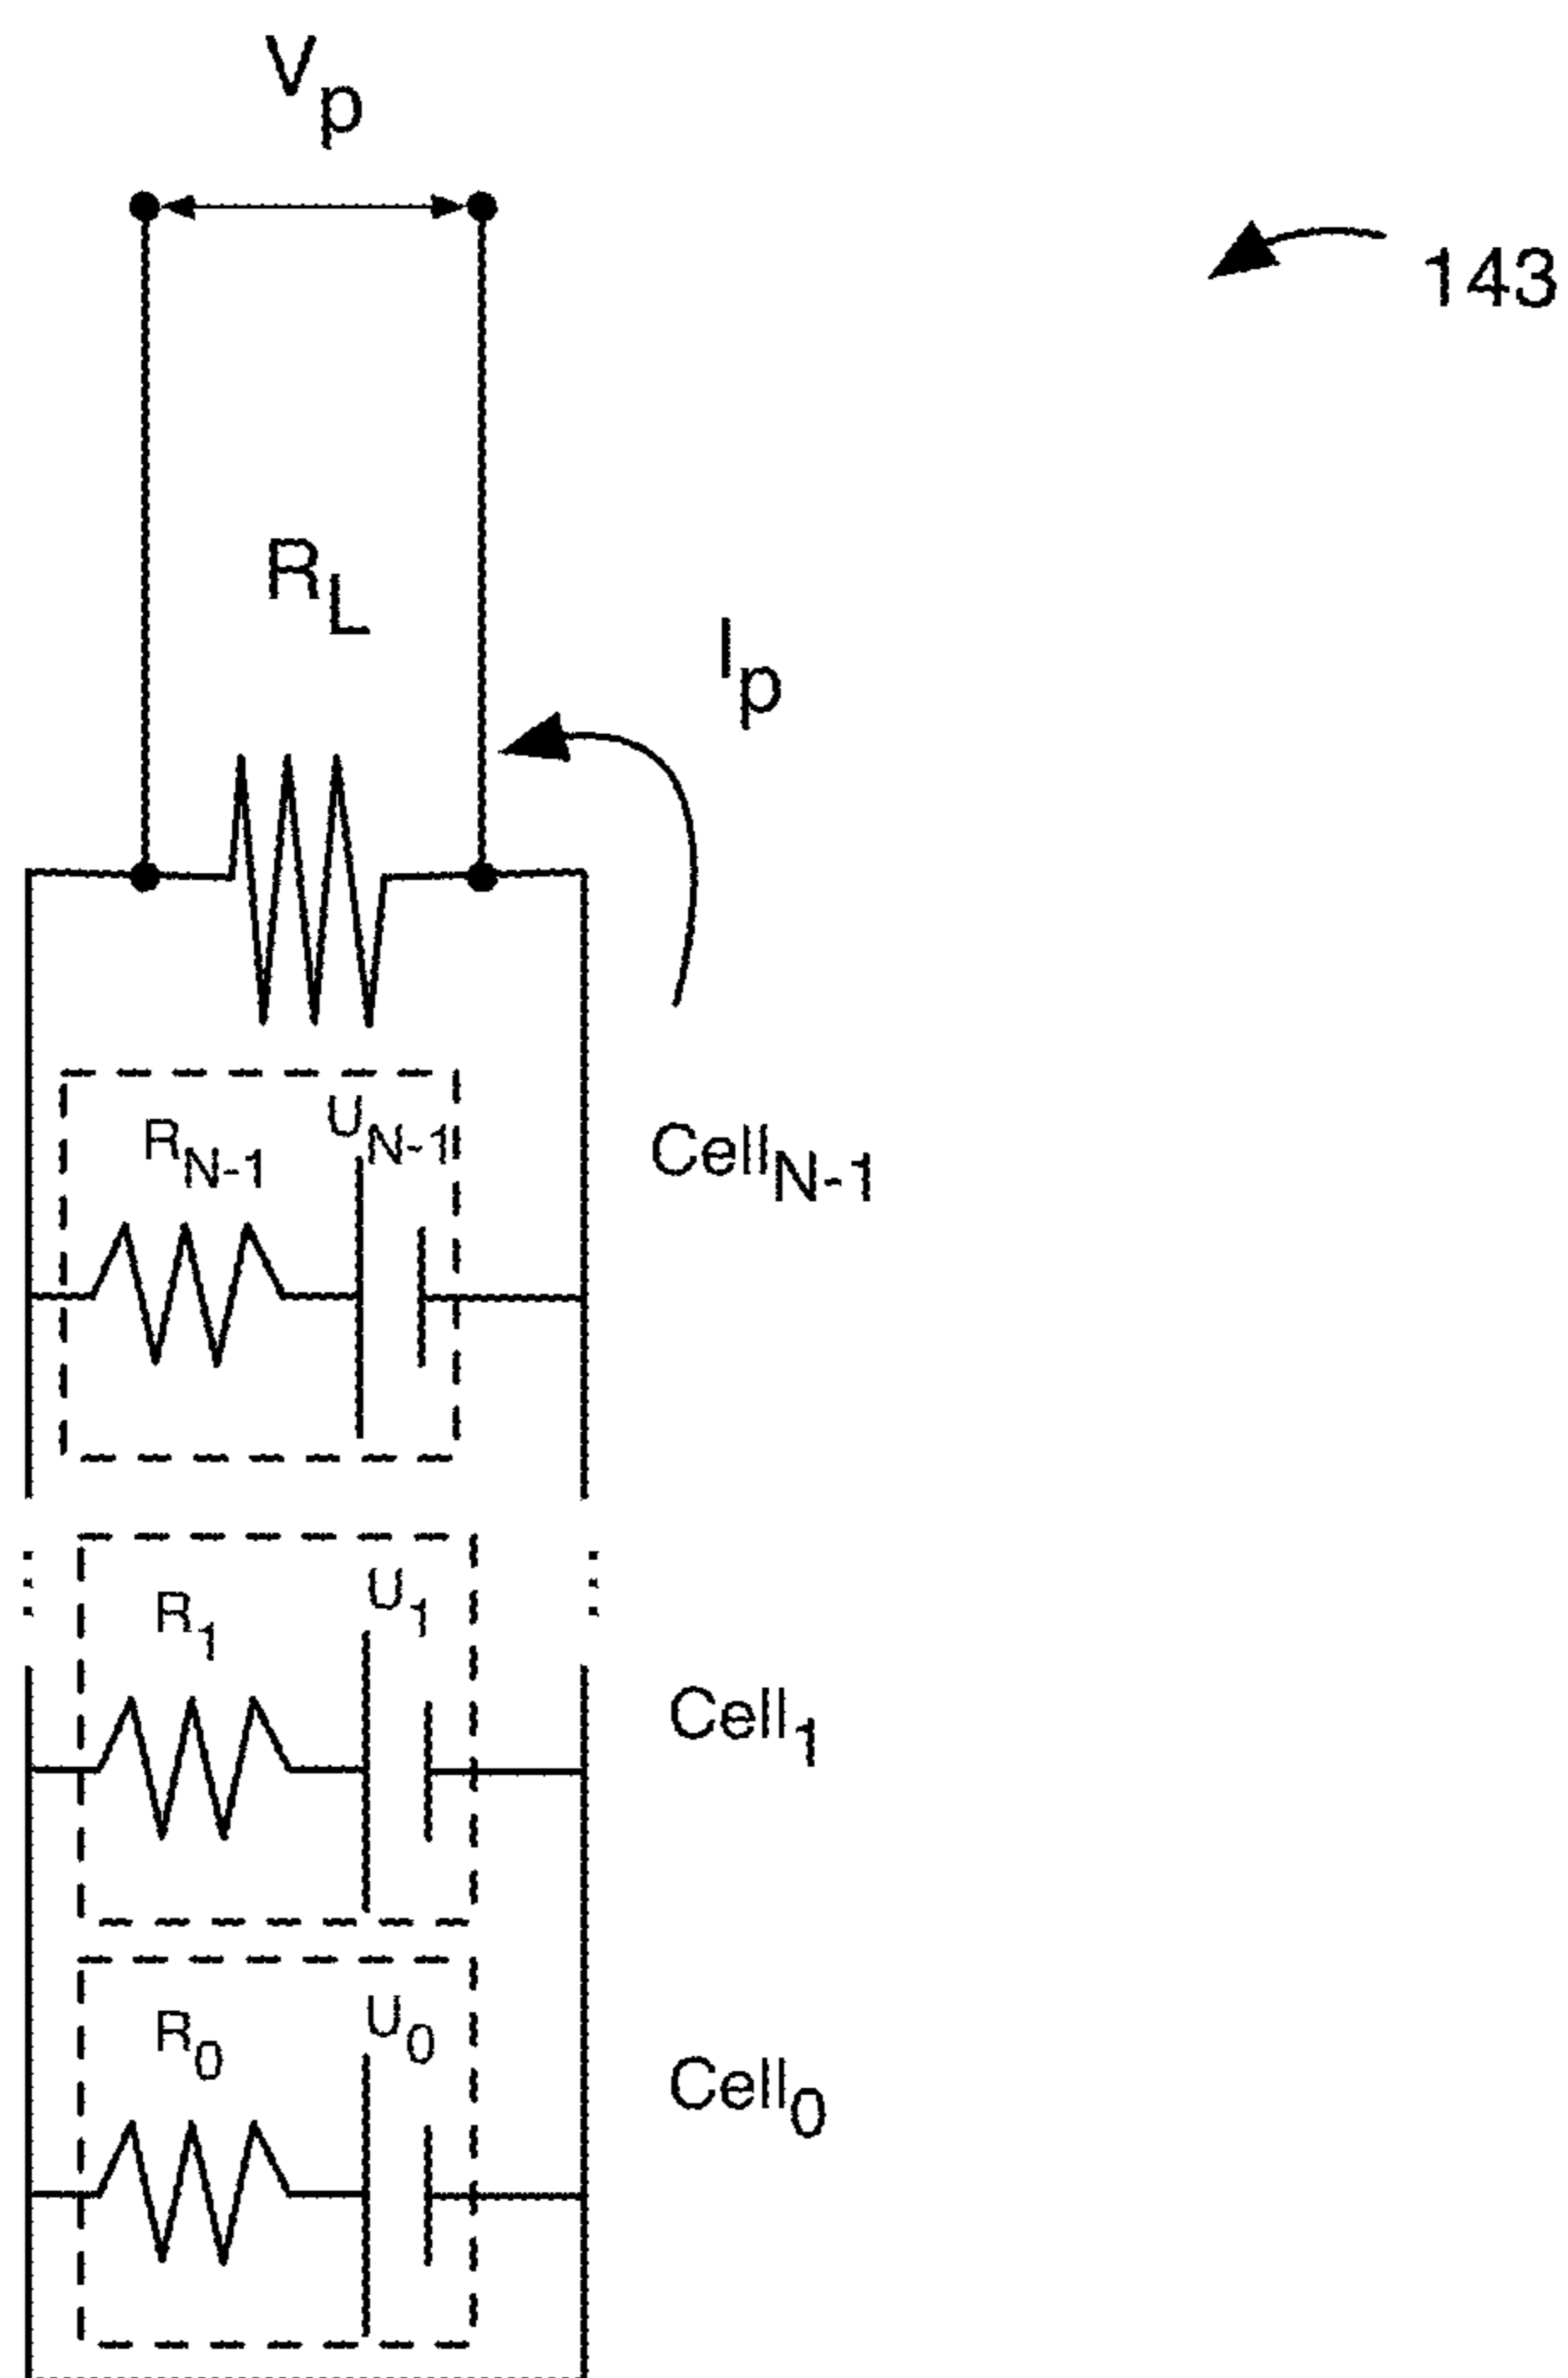 Vp
143
RL
Ip
RN-1
UN-1
CellN-1
R1
U1
Cell1
R0
U0
Cell0